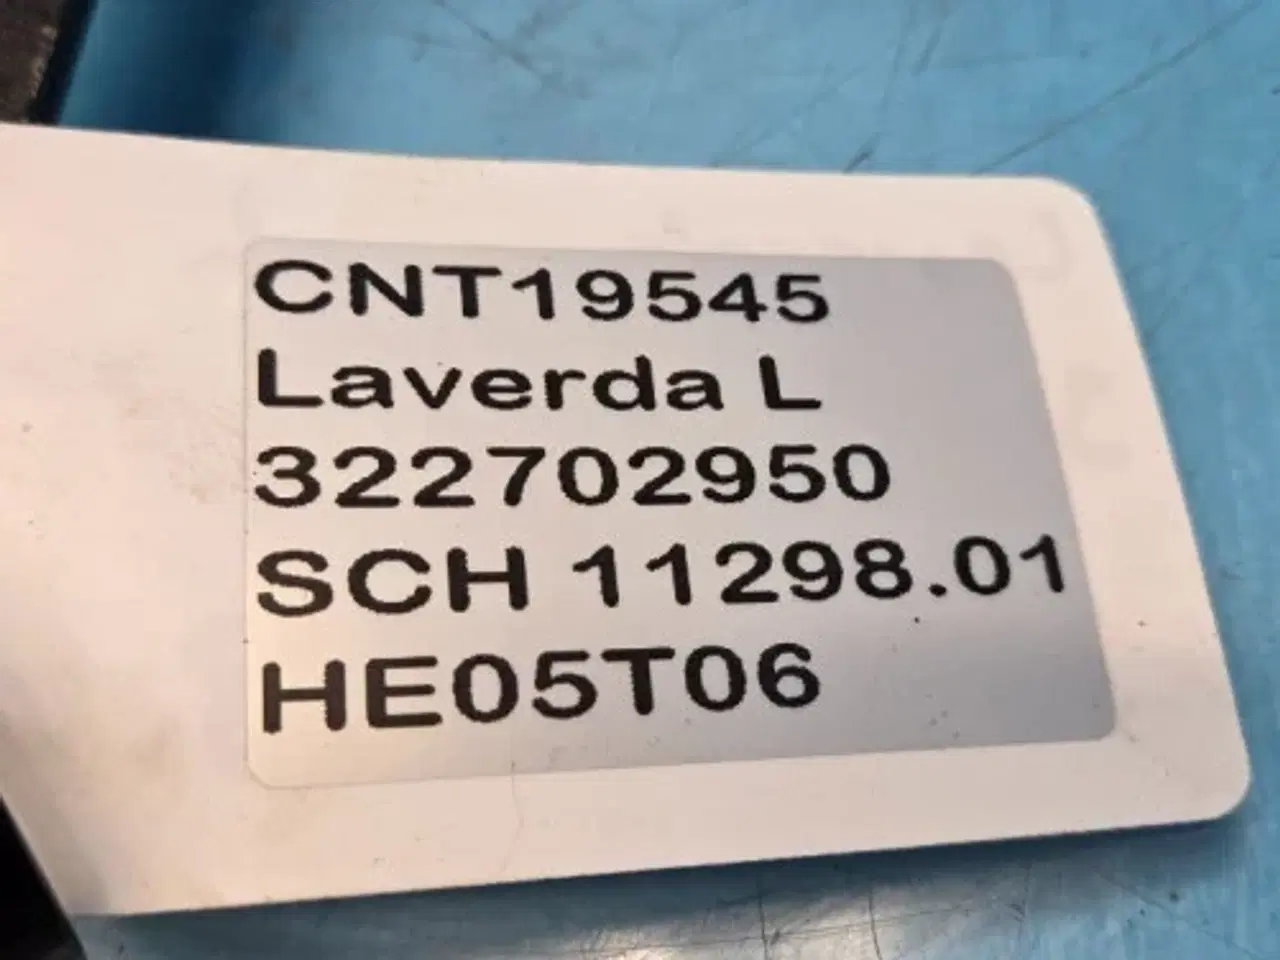 CNT19545
Laverda L
322702950
SCH 11298.01
HE05T06